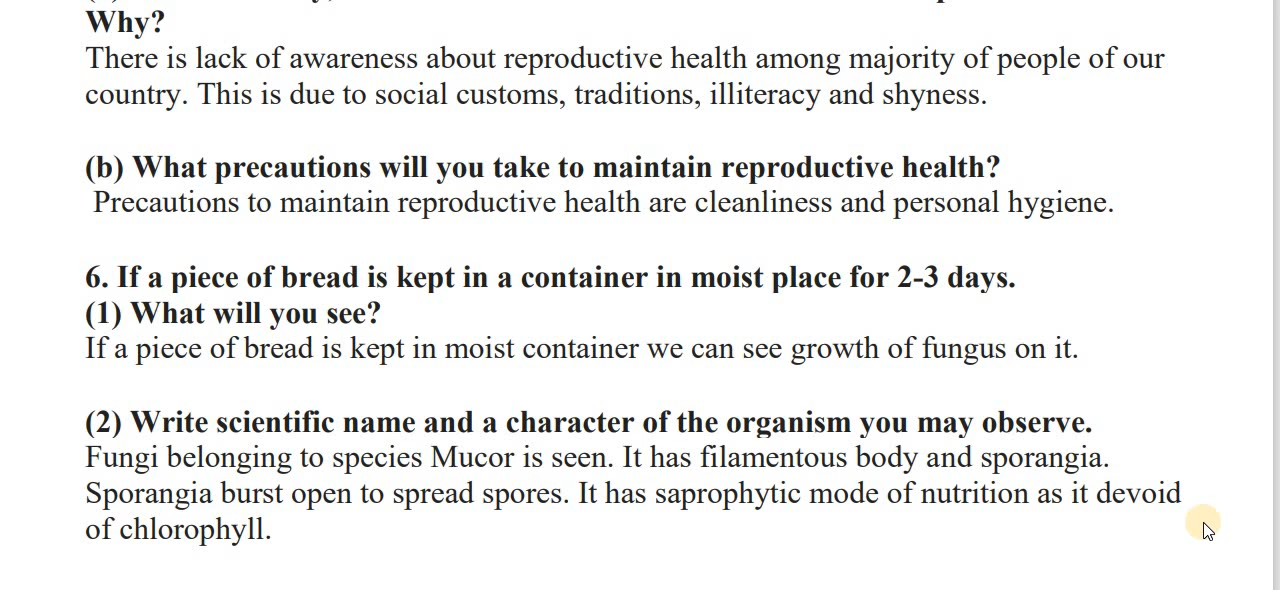 Why?
There is lack of awareness about reproductive health among majority of people of our
country. This is due to social customs, traditions, illiteracy and shyness.
(b) What precautions will you take to maintain reproductive health?
Precautions to maintain reproductive health are cleanliness and personal hygiene.
6. If a piece of bread is kept in a container in moist place for 2-3 days.
(1) What will you see?
If a piece of bread is kept in moist container we can see growth of fungus on it.
(2) Write scientific name and a character of the organism you may observe.
Fungi belonging to species Mucor is seen. It has filamentous body and sporangia.
Sporangia burst open to spread spores. It has saprophytic mode of nutrition as it devoid
of chlorophyll.